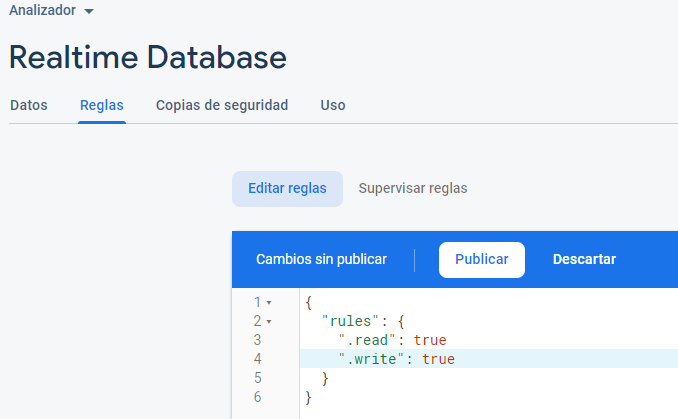 Analizador
Realtime Database
Datos Reglas Copias de seguridad Uso
Editar reglas Supervisar reglas
Cambios sin publicar Publicar Descartar
1 {
2 "rules": {
3 ".read": true
4 ".write": true
5 }
6 }